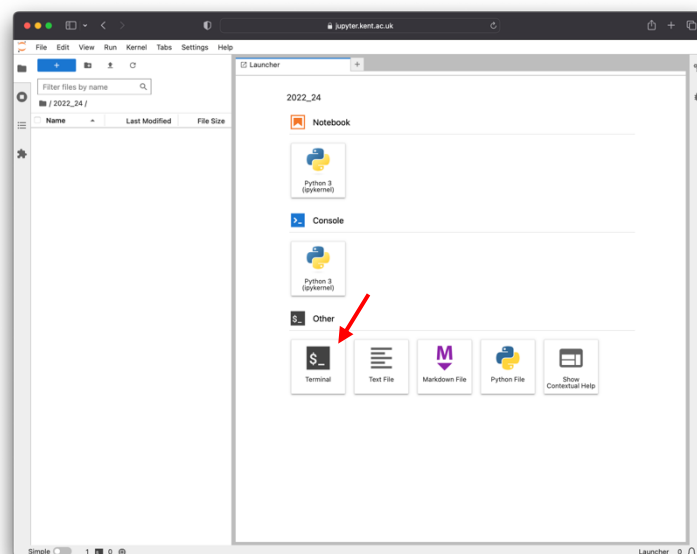 jupyter.kent.ac.uk
File Edit View Run Kernel Tabs Settings Help
Launcher
Filter files by name
/ 2022_24 /
Name Last Modified File Size
2022_24
Notebook
Python 3
(ipykernel)
>_ Console
Python 3
(ipykernel)
$_ Other
$_
Terminal
Text File
M
Markdown File
Python File
Show
Contextual Help
Simple 1 0
Launcher 0